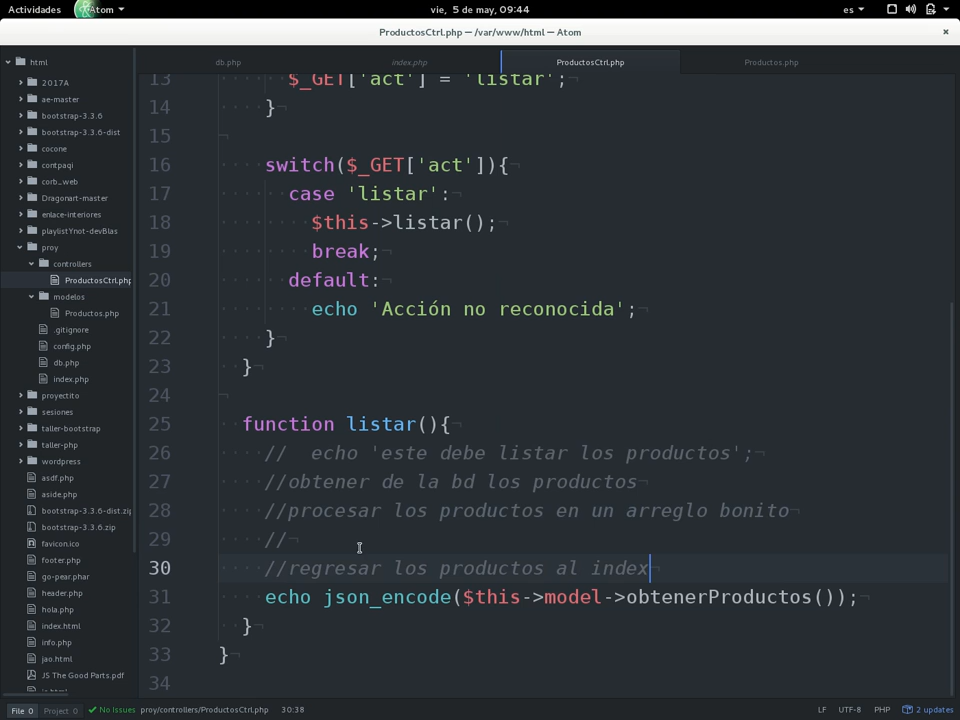 Actividades
Atom
vie, 5 de may, 09:44
es
ProductosCtrl.php — /var/www/html — Atom
html
db.php
index.php
ProductosCtrl.php
Productos.php
2017A
ae-master
bootstrap-3.3.6
bootstrap-3.3.6-dist
cocone
contpaqi
corb_web
Dragonart-master
enlace-interiores
playlistYnot-devBlas
proy
controllers
ProductosCtrl.php
modelos
Productos.php
.gitignore
config.php
db.php
index.php
proyectito
sesiones
taller-bootstrap
taller-php
wordpress
asdf.php
aside.php
bootstrap-3.3.6-dist.zip
bootstrap-3.3.6.zip
favicon.ico
footer.php
go-pear.phar
header.php
hola.php
index.html
info.php
jao.html
JS The Good Parts.pdf
13 $_GET['act'] = 'listar';
14 }
15
16 switch($_GET['act']){
17 case 'listar':
18 $this->listar();
19 break;
20 default:
21 echo 'Acción no reconocida';
22 }
23 }
24
25 function listar(){
26 // echo 'este debe listar los productos';
27 //obtener de la bd los productos
28 //procesar los productos en un arreglo bonito
29 //
30 //regresar los productos al index
31 echo json_encode($this->model->obtenerProductos());
32 }
33 }
34
File 0 Project 0 No Issues proy/controllers/ProductosCtrl.php 30:38 LF UTF-8 PHP 2 updates